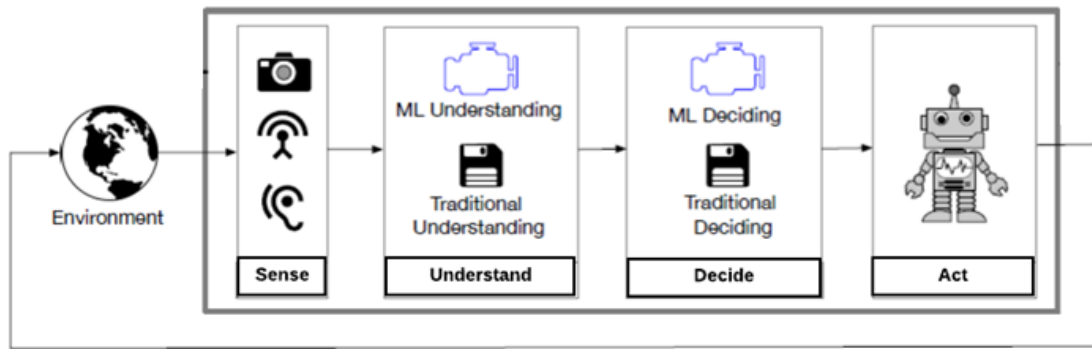 Environment
Sense
ML Understanding
Traditional
Understanding
Understand
ML Deciding
Traditional
Deciding
Decide
Act